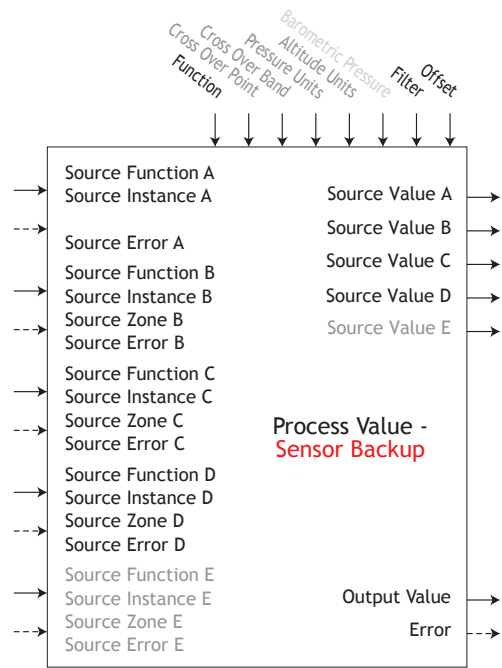 Function
Cross Over Point
Cross Over Band
Pressure Units
Altitude Units
Barometric Pressure
Filter
Offset
Source Function A
Source Instance A
Source Error A
Source Function B
Source Instance B
Source Zone B
Source Error B
Source Function C
Source Instance C
Source Zone C
Source Error C
Source Function D
Source Instance D
Source Zone D
Source Error D
Source Function E
Source Instance E
Source Zone E
Source Error E
Source Value A
Source Value B
Source Value C
Source Value D
Source Value E
Process Value -
Sensor Backup
Output Value
Error